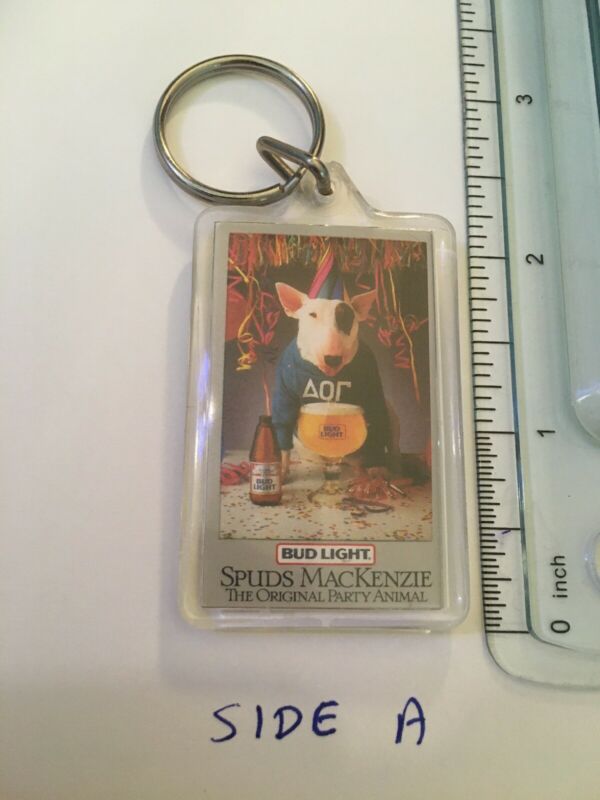 ΔΟΓ
BUD
LIGHT
BUD
LIGHT
BUD LIGHT.
SPUDS MACKENZIE
THE ORIGINAL PARTY ANIMAL
SIDE A
3
2
1
0 inch